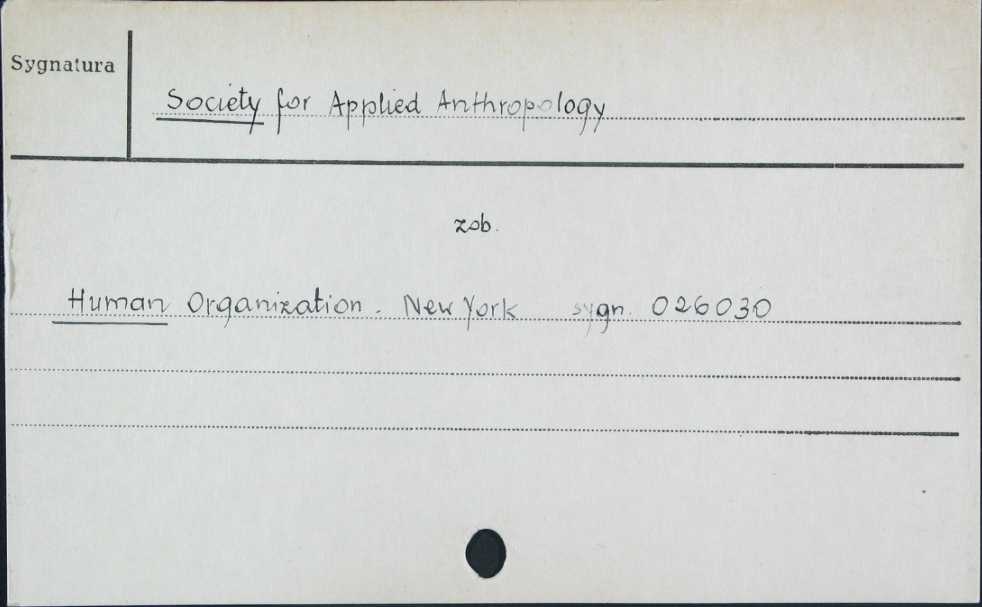 Sygnatura
Society for Applied Anthropology
zob.
Human Organization. New York sygn. 026030